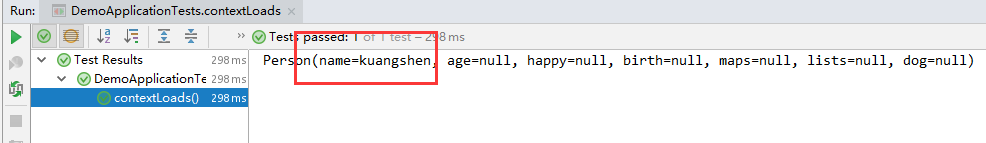 Run: DemoApplicationTests.contextLoads ×
» Tests passed: 1 of 1 test – 298 ms
Test Results 298 ms
DemoApplicationTe 298 ms
contextLoads() 298 ms
Person(name=kuangshen, age=null, happy=null, birth=null, maps=null, lists=null, dog=null)